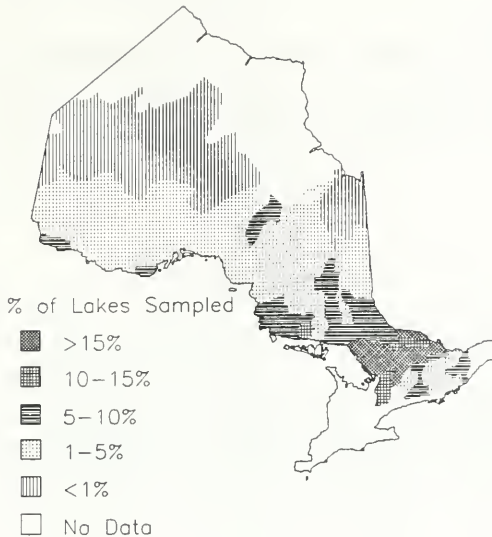 % of Lakes Sampled
>15%
10-15%
5-10%
1-5%
<1%
No Data